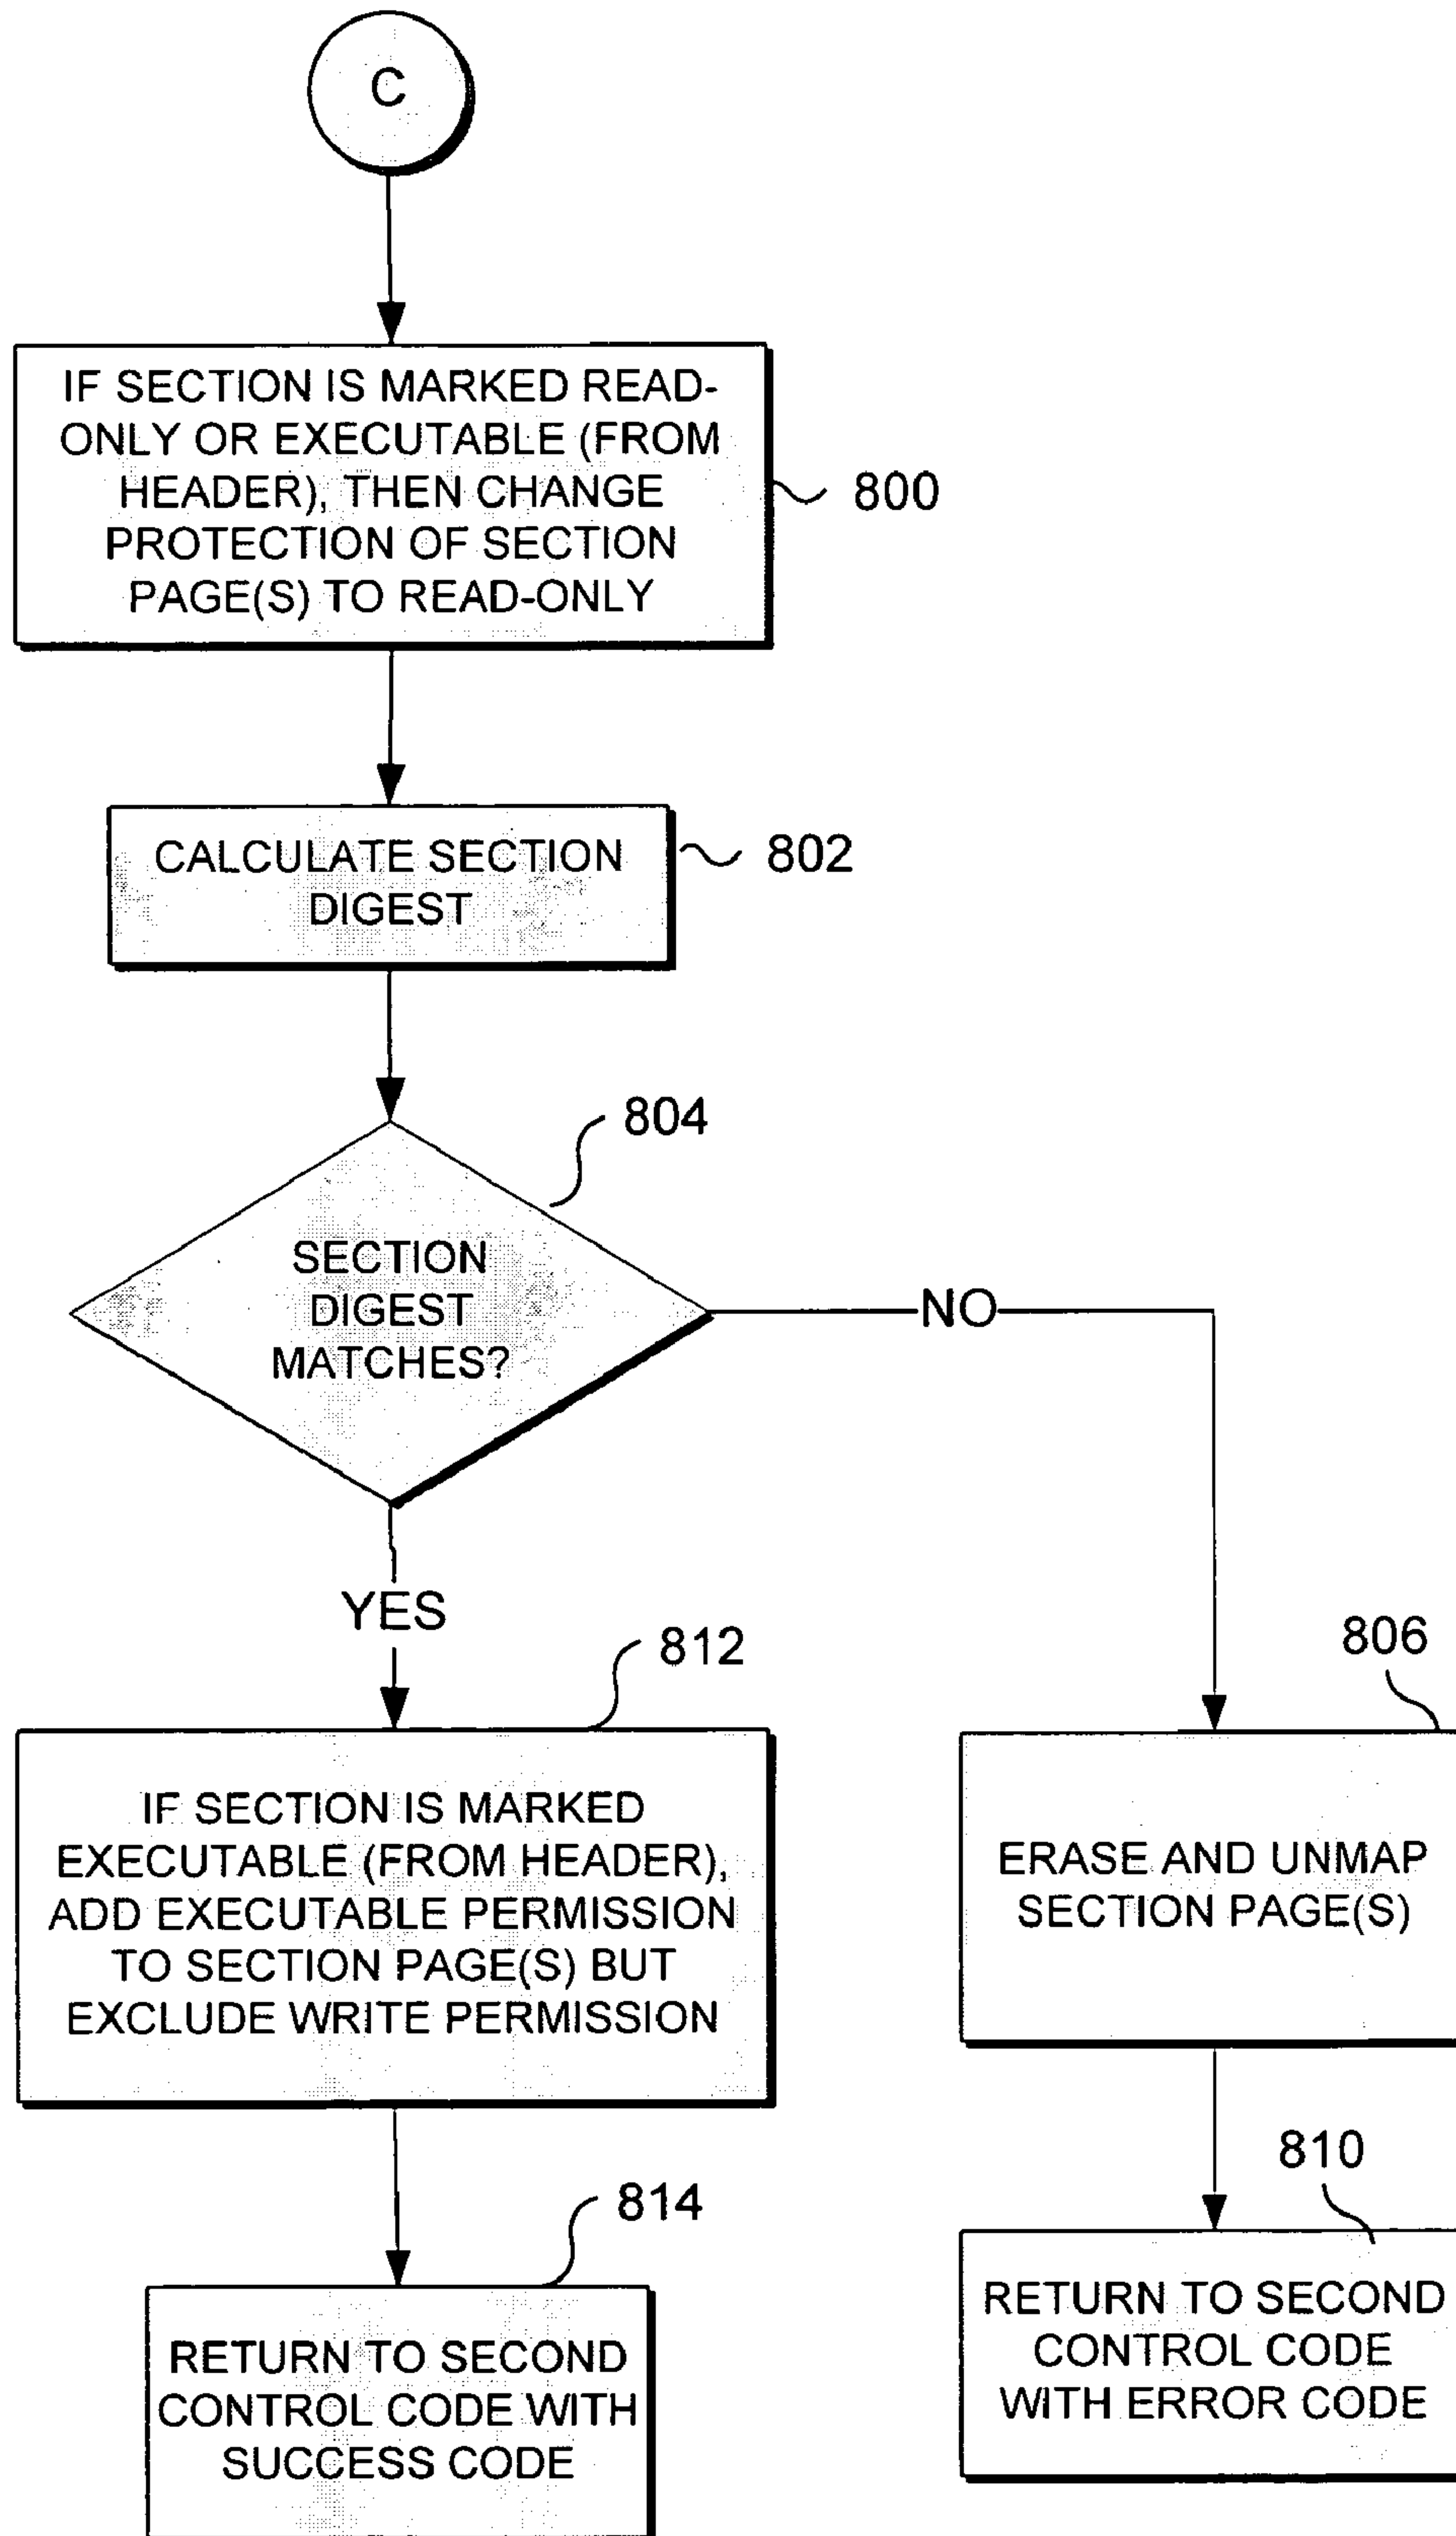 C
IF SECTION IS MARKED READ-
ONLY OR EXECUTABLE (FROM
HEADER), THEN CHANGE
PROTECTION OF SECTION
PAGE(S) TO READ-ONLY
800
CALCULATE SECTION
DIGEST
802
804
SECTION
DIGEST
MATCHES?
NO
YES
812
IF SECTION IS MARKED
EXECUTABLE (FROM HEADER),
ADD EXECUTABLE PERMISSION
TO SECTION PAGE(S) BUT
EXCLUDE WRITE PERMISSION
806
ERASE AND UNMAP
SECTION PAGE(S)
814
RETURN TO SECOND
CONTROL CODE WITH
SUCCESS CODE
810
RETURN TO SECOND
CONTROL CODE
WITH ERROR CODE